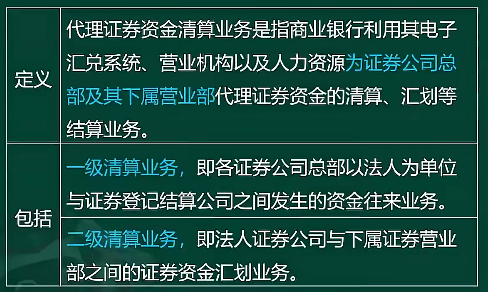 定义
代理证券资金清算业务是指商业银行利用其电子
汇兑系统、营业机构以及人力资源为证券公司总
部及其下属营业部代理证券资金的清算、汇划等
结算业务。
包括
一级清算业务，即各证券公司总部以法人为单位
与证券登记结算公司之间发生的资金往来业务。
二级清算业务，即法人证券公司与下属证券营业
部之间的证券资金汇划业务。